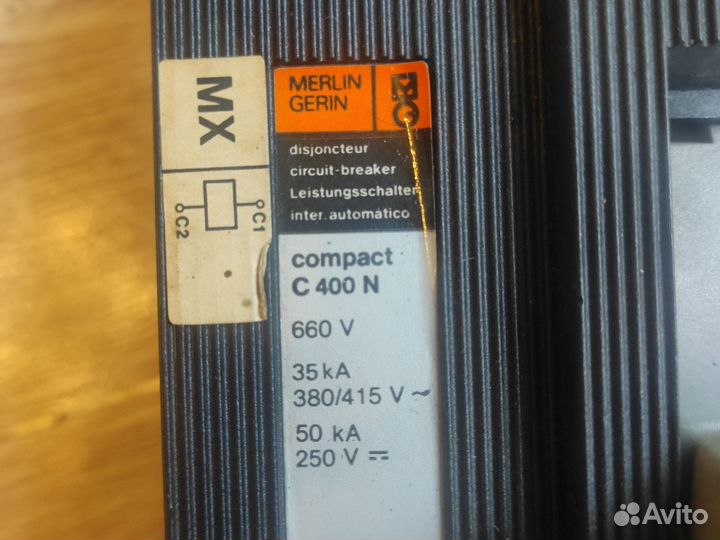 MX
C1
C2
MERLIN
GERIN
disjoncteur
circuit-breaker
Leistungsschalter
inter. automático
compact
C 400 N
660 V
35 kA
380/415 V ~
50 kA
250 V ⎓
Avito